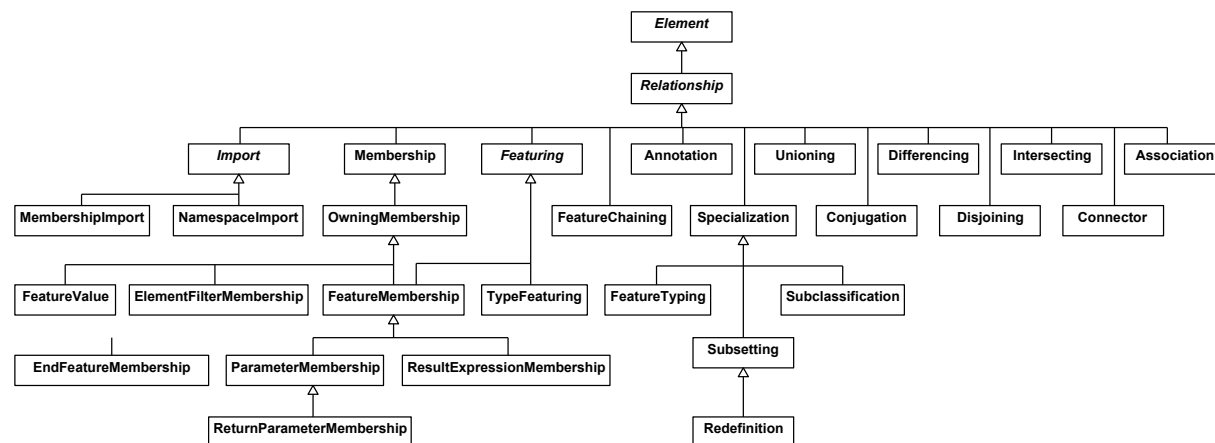 Element
Relationship
Import
Membership
Featuring
Annotation
Unioning
Differencing
Intersecting
Association
MembershipImport
NamespaceImport
OwningMembership
FeatureChaining
Specialization
Conjugation
Disjoining
Connector
FeatureValue
ElementFilterMembership
FeatureMembership
TypeFeaturing
FeatureTyping
Subclassification
EndFeatureMembership
ParameterMembership
ResultExpressionMembership
Subsetting
ReturnParameterMembership
Redefinition